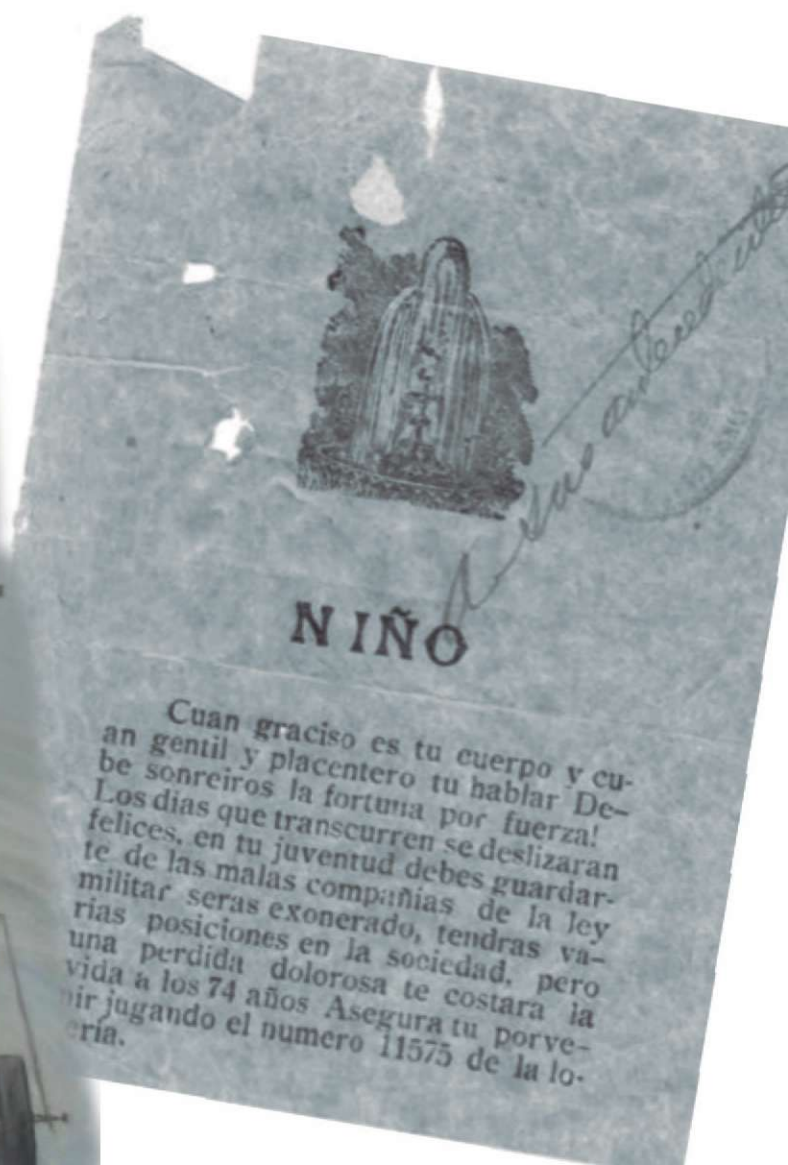 NIÑO
Cuan graciso es tu cuerpo y cu-
an gentil y placentero tu hablar De-
be sonreiros la fortuna por fuerza!
Los dias que transcurren se deslizaran
felices, en tu juventud debes guardar-
te de las malas compañias de la ley
militar seras exonerado, tendras va-
rias posiciones en la sociedad, pero
una perdida dolorosa te costara la
vida a los 74 años Asegura tu porve-
nir jugando el numero 11575 de la lo-
ería.